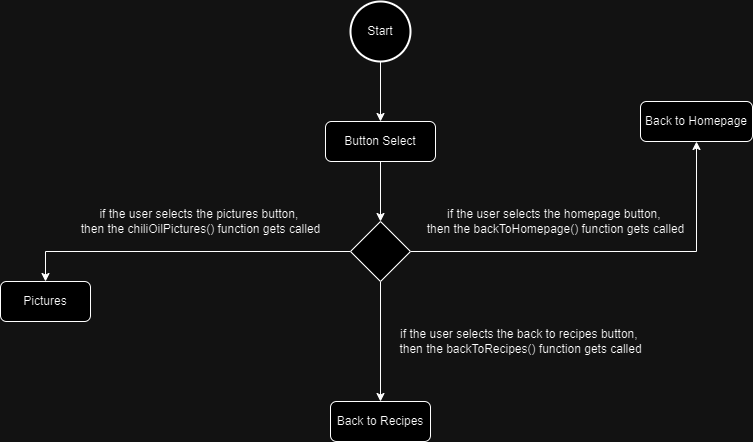 Start
Button Select
Back to Homepage
if the user selects the pictures button,
then the chiliOilPictures() function gets called
if the user selects the homepage button,
then the backToHomepage() function gets called
Pictures
if the user selects the back to recipes button,
then the backToRecipes() function gets called
Back to Recipes